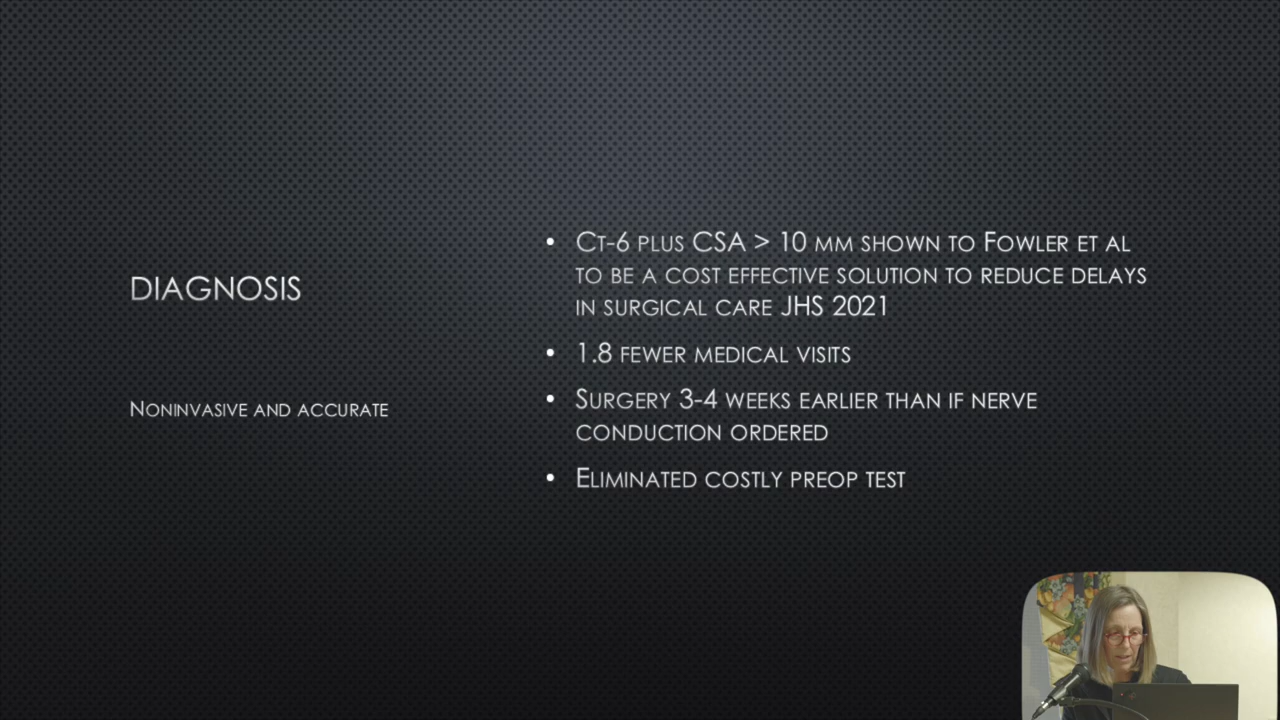 DIAGNOSIS
Noninvasive and accurate
• Ct-6 plus CSA > 10 mm shown to Fowler et al
to be a cost effective solution to reduce delays
in surgical care JHS 2021
• 1.8 fewer medical visits
• Surgery 3-4 weeks earlier than if nerve
conduction ordered
• Eliminated costly preop test